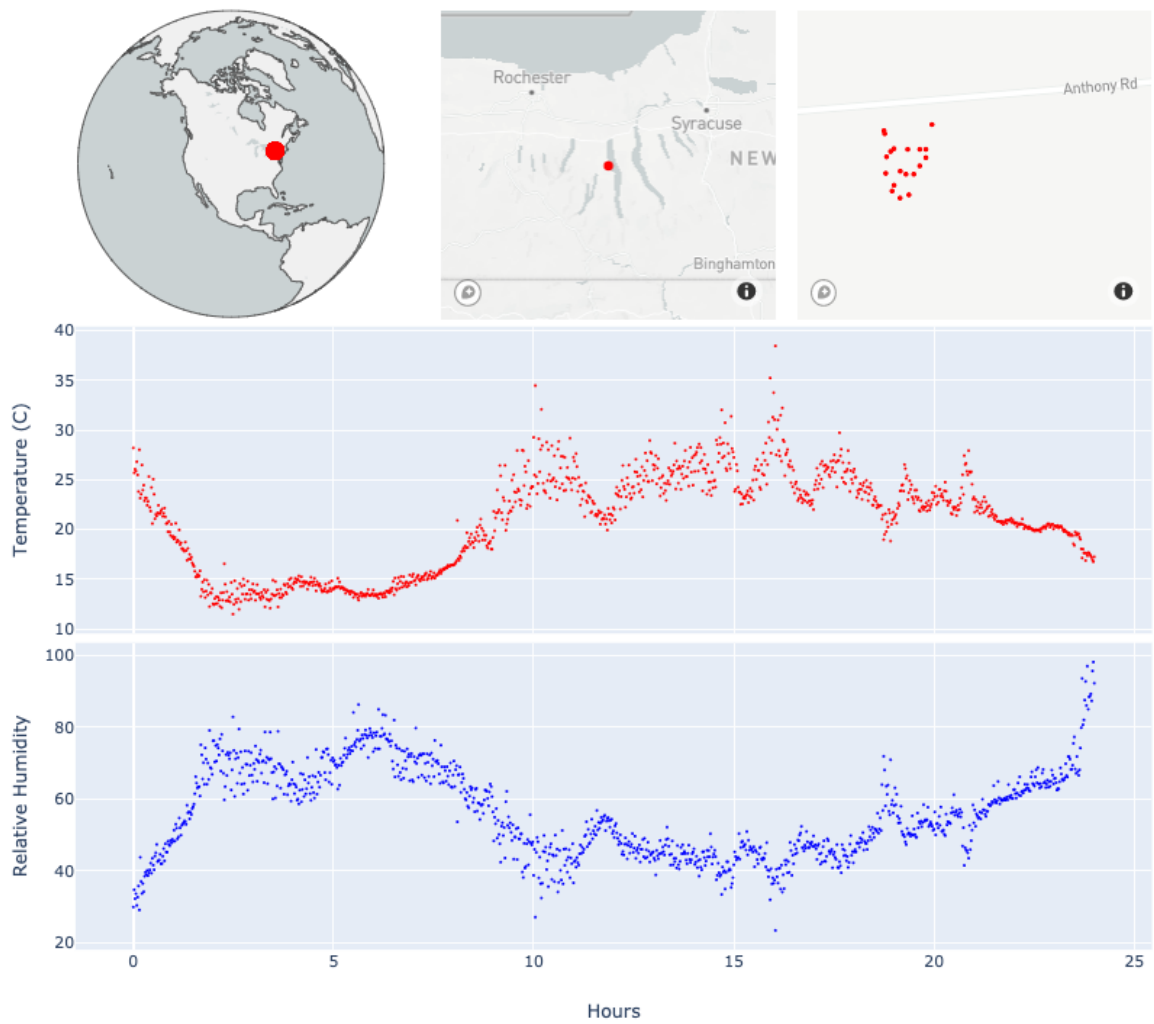 Rochester
Syracuse
NEW
Binghamton
Anthony Rd
40
35
30
25
20
15
10
Temperature (C)
100
80
60
40
20
Relative Humidity
0
5
10
15
20
25
Hours